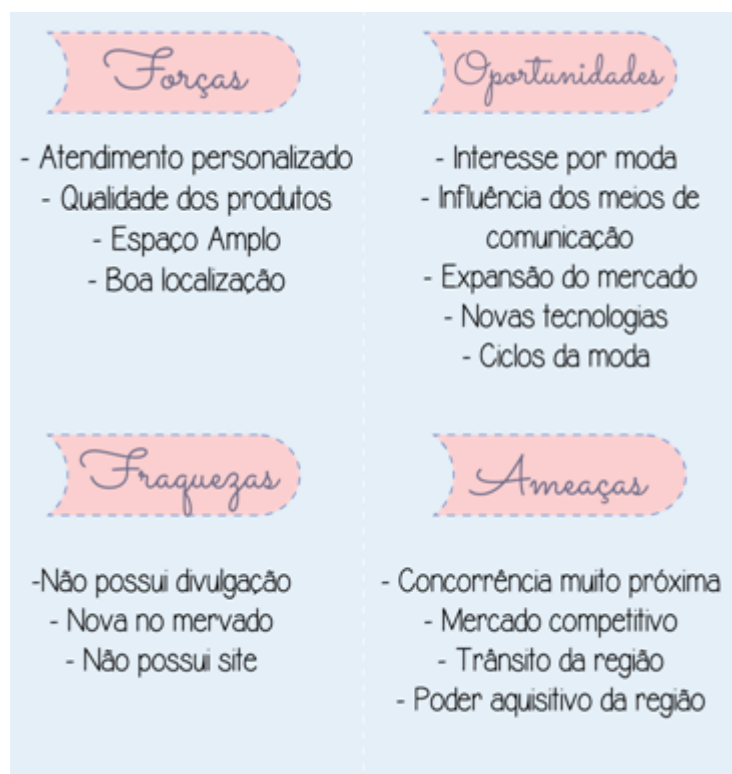 Forças
- Atendimento personalizado
- Qualidade dos produtos
- Espaço Amplo
- Boa localização
Oportunidades
- Interesse por moda
- Influência dos meios de
comunicação
- Expansão do mercado
- Novas tecnologias
- Ciclos da moda
Fraquezas
-Não possui divulgação
- Nova no mervado
- Não possui site
Ameaças
- Concorrência muito próxima
- Mercado competitivo
- Trânsito da região
- Poder aquisitivo da região